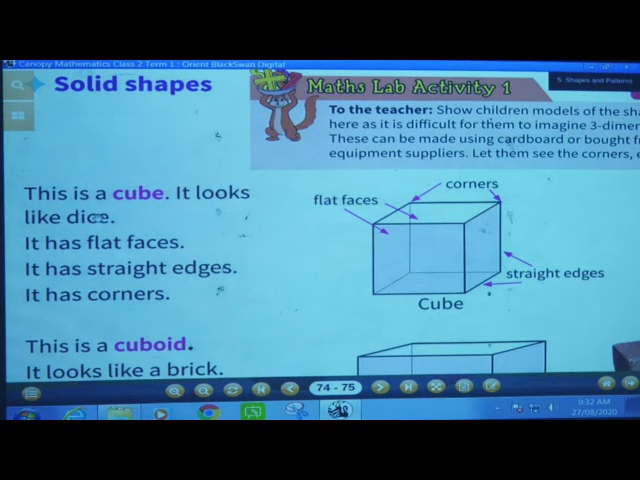 Canopy Mathematics Class 2 Term 1 : Orient BlackSwan Digital
5. Shapes and Patterns
Solid shapes
Maths Lab Activity 1
To the teacher: Show children models of the sha
here as it is difficult for them to imagine 3-dimen
These can be made using cardboard or bought f
equipment suppliers. Let them see the corners, e
This is a cube. It looks
like dice.
It has flat faces.
It has straight edges.
It has corners.
corners
flat faces
straight edges
Cube
This is a cuboid.
It looks like a brick.
74 - 75
9:32 AM
27/08/2020